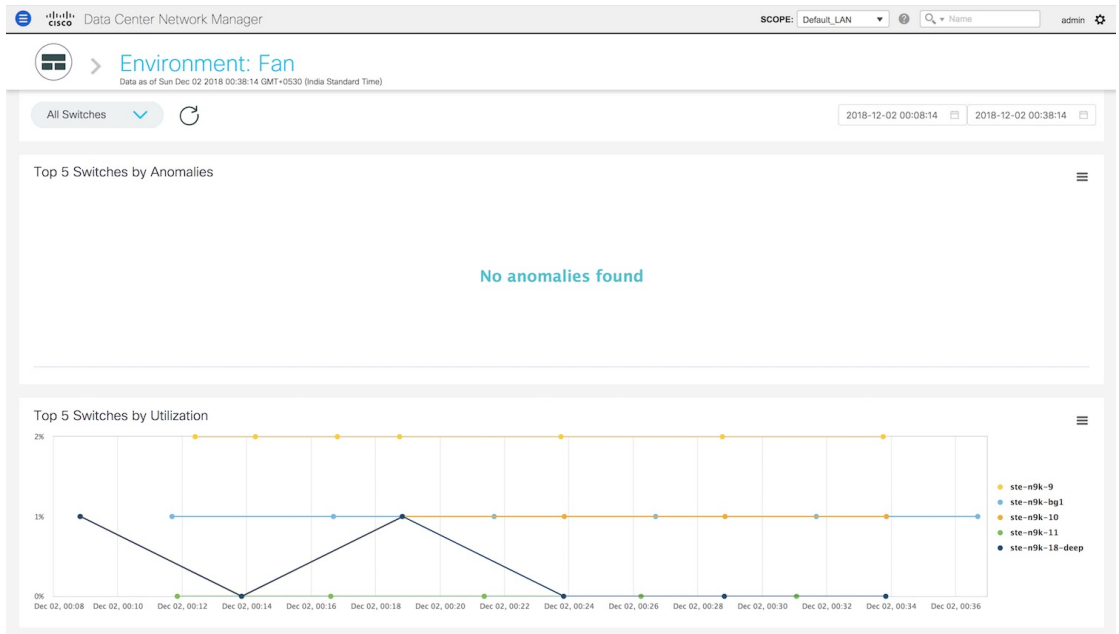 cisco Data Center Network Manager SCOPE: Default_LAN Name admin
Environment: Fan
Data as of Sun Dec 02 2018 00:38:14 GMT+0530 (India Standard Time)
All Switches 2018-12-02 00:08:14 2018-12-02 00:38:14
Top 5 Switches by Anomalies
No anomalies found
Top 5 Switches by Utilization
2%
1%
0%
ste-n9k-9
ste-n9k-bg1
ste-n9k-10
ste-n9k-11
ste-n9k-18-deep
Dec 02, 00:08 Dec 02, 00:10 Dec 02, 00:12 Dec 02, 00:14 Dec 02, 00:16 Dec 02, 00:18 Dec 02, 00:20 Dec 02, 00:22 Dec 02, 00:24 Dec 02, 00:26 Dec 02, 00:28 Dec 02, 00:30 Dec 02, 00:32 Dec 02, 00:34 Dec 02, 00:36